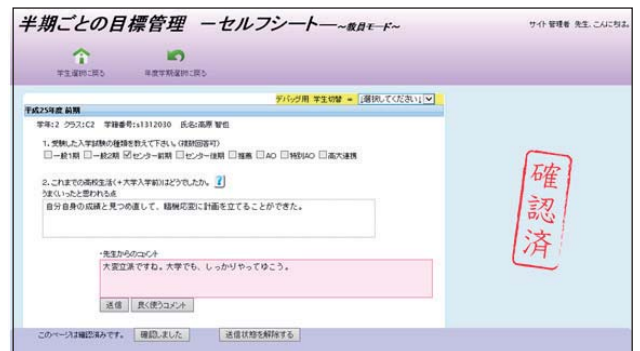 半期ごとの目標管理 －セルフシート－～教員モード～
サイト管理者 先生、こんにちは。
学生選択に戻る 年度学期選択に戻る
デバッグ用 学生切替 = [選択してください]
平成25年度 前期
学年:2 クラス:C2 学籍番号:s1312030 氏名:高原 智也
1. 受験した入学試験の種類を教えて下さい。(複数回答可)
一般1期 一般2期 センター前期 センター後期 推薦 AO 特別AO 高大連携
2. これまでの高校生活(+大学入学前)はどうでしたか。 ?
うまくいったと思われる点
自分自身の成績と見つめ直して、臨機応変に計画を立てることができた。
・先生からのコメント
大変立派ですね。大学でも、しっかりやってゆこう。
送信 良く使うコメント
このページは確認済みです。 確認しました 送信状態を解除する
確認済